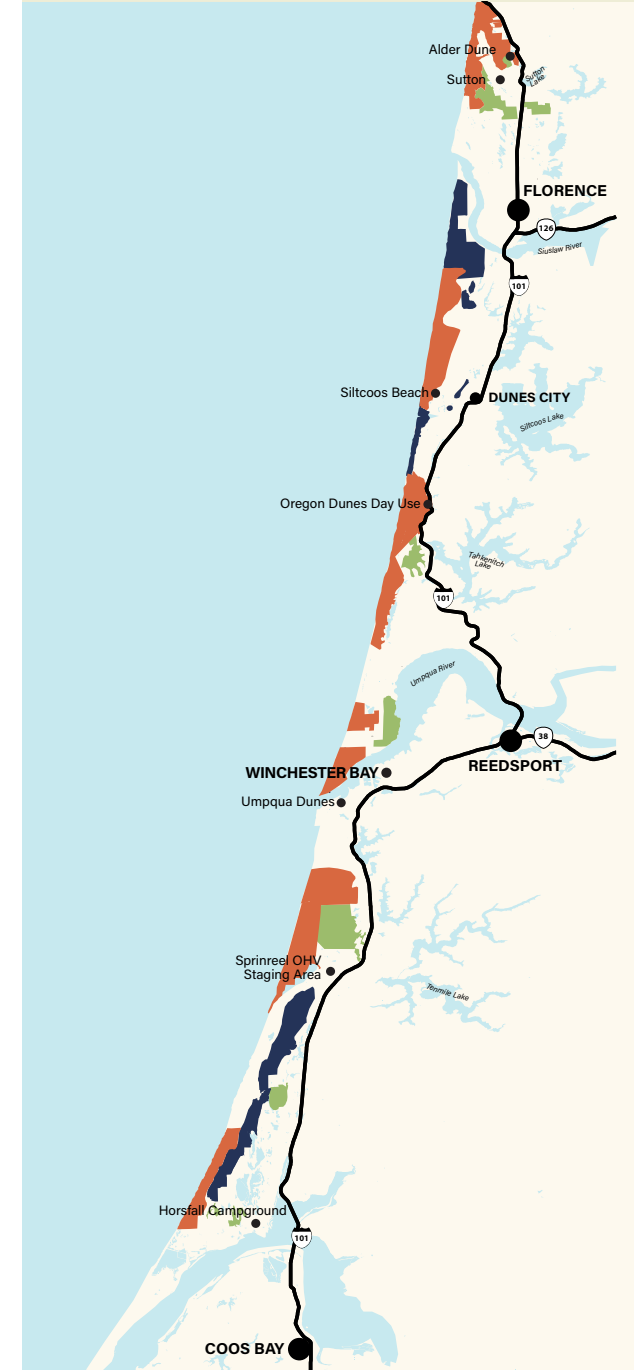 Alder Dune
Sutton
Sutton
Lake
FLORENCE
126
Siuslaw River
101
Siltcoos Beach
DUNES CITY
Siltcoos Lake
Oregon Dunes Day Use
Tahkenitch
Lake
101
Umpqua River
38
REEDSPORT
WINCHESTER BAY
Umpqua Dunes
Sprinreel OHV
Staging Area
Tenmile Lake
Horsfall Campground
101
COOS BAY